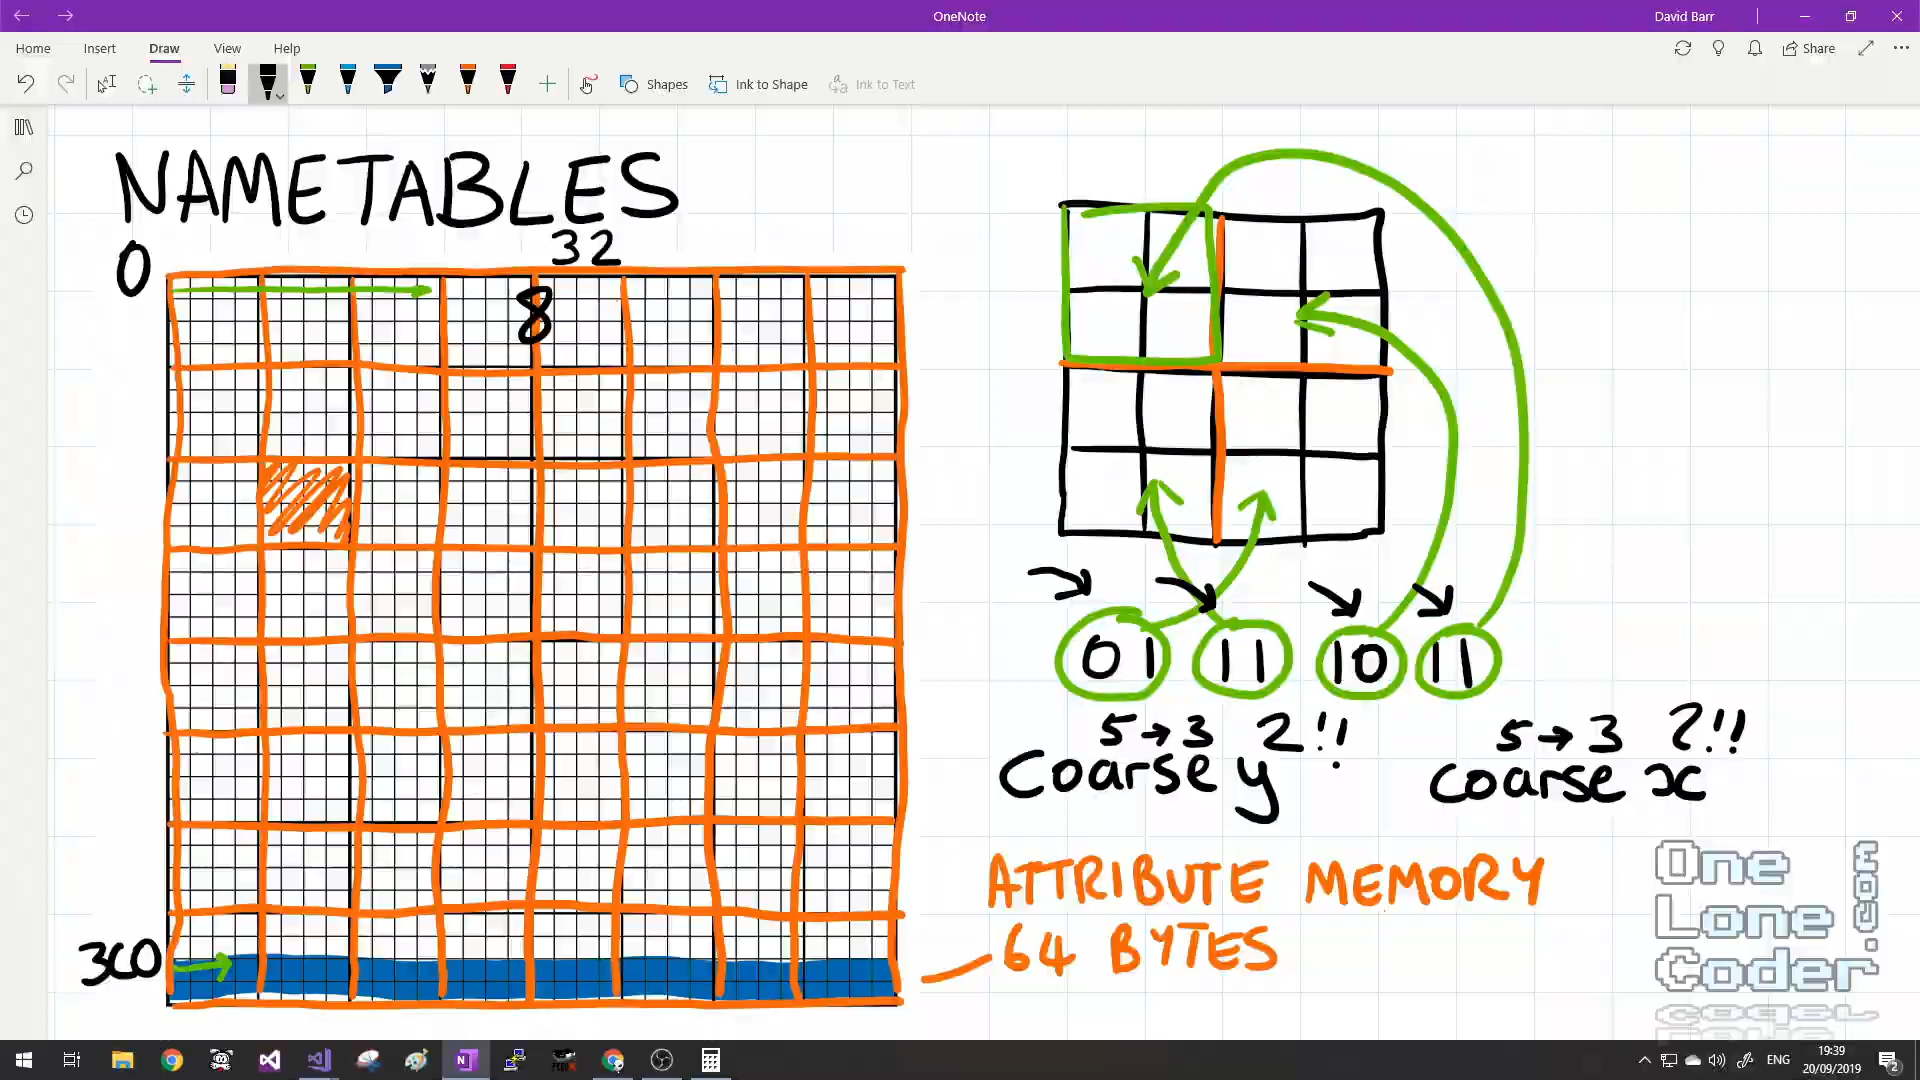 OneNote
David Barr
Home Insert Draw View Help
Share
Shapes
Ink to Shape
Ink to Text
NAMETABLES
0
32
8
3C0
01 11 10 11
5→3 2!!
Coarse y
5→3 2!!
Coarse x
ATTRIBUTE MEMORY
64 BYTES
One
Lone
Coder.
com
ENG
19:39
20/09/2019
2